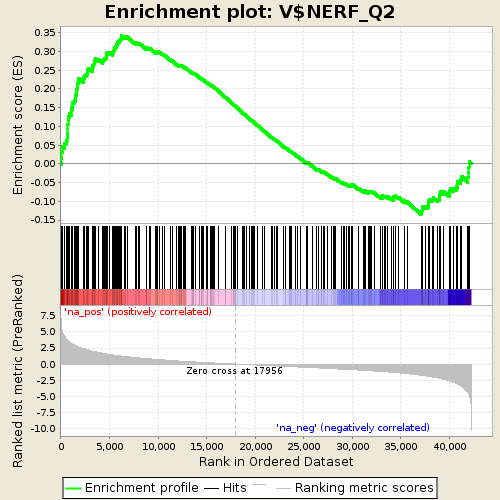 Enrichment plot: V$NERF_Q2
Enrichment score (ES)
0.35
0.30
0.25
0.20
0.15
0.10
0.05
0.00
-0.05
-0.10
-0.15
Ranked list metric (PreRanked)
'na_pos' (positively correlated)
7.5
5.0
2.5
0.0
-2.5
-5.0
-7.5
-10.0
Zero cross at 17956
'na_neg' (negatively correlated)
0
5,000
10,000
15,000
20,000
25,000
30,000
35,000
40,000
Rank in Ordered Dataset
Enrichment profile
Hits
Ranking metric scores